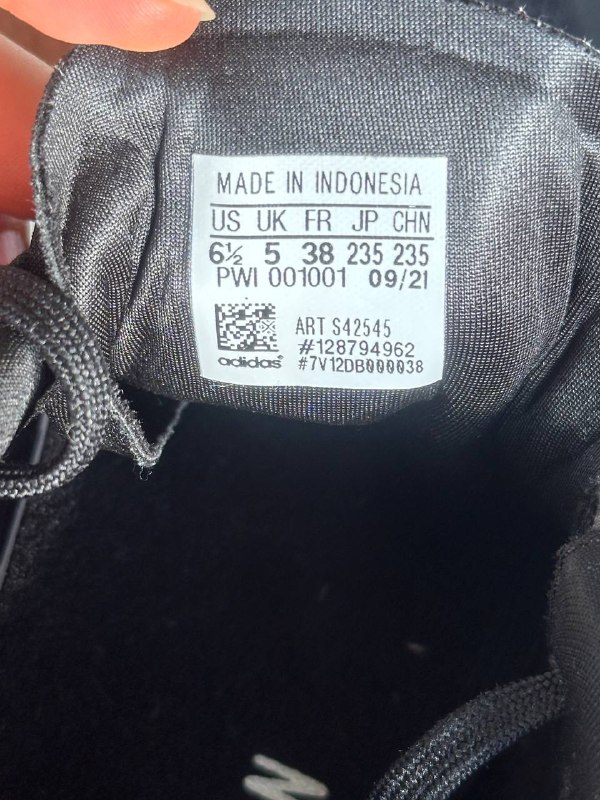 MADE IN INDONESIA
US UK FR JP CHN
6½ 5 38 235 235
PWI 001001 09/21
ART S42545
#128794962
adidas
#7V12DB000038